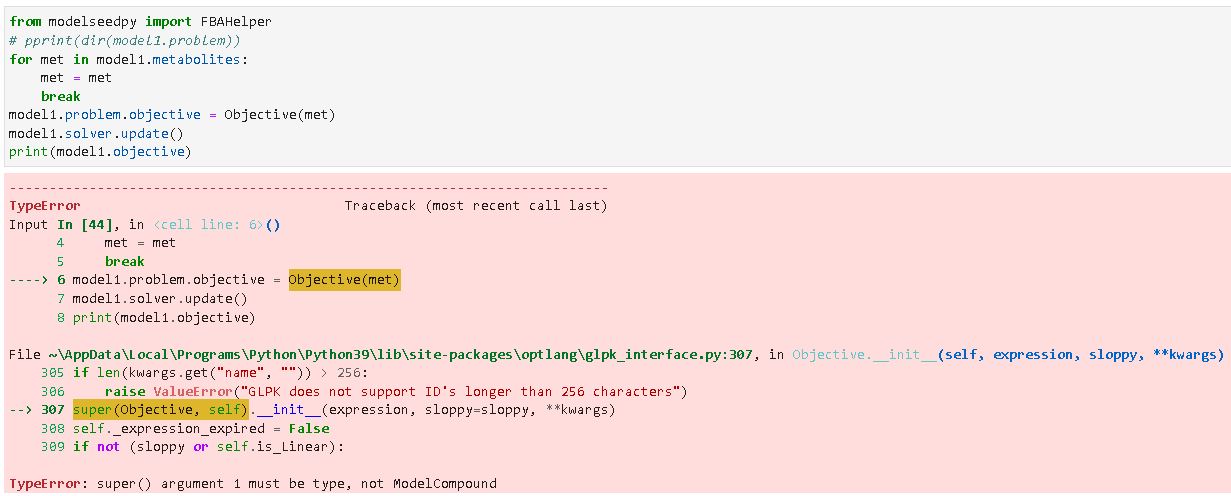 from modelseedpy import FBAHelper
# pprint(dir(model1.problem))
for met in model1.metabolites:
    met = met
    break
model1.problem.objective = Objective(met)
model1.solver.update()
print(model1.objective)
---------------------------------------------------------------------------
TypeError                                 Traceback (most recent call last)
Input In [44], in <cell line: 6>()
      4     met = met
      5     break
----> 6 model1.problem.objective = Objective(met)
      7 model1.solver.update()
      8 print(model1.objective)
File ~\AppData\Local\Programs\Python\Python39\lib\site-packages\optlang\glpk_interface.py:307, in Objective.__init__(self, expression, sloppy, **kwargs)
    305 if len(kwargs.get("name", "")) > 256:
    306     raise ValueError("GLPK does not support ID's longer than 256 characters")
--> 307 super(Objective, self).__init__(expression, sloppy=sloppy, **kwargs)
    308 self._expression_expired = False
    309 if not (sloppy or self.is_Linear):
TypeError: super() argument 1 must be type, not ModelCompound